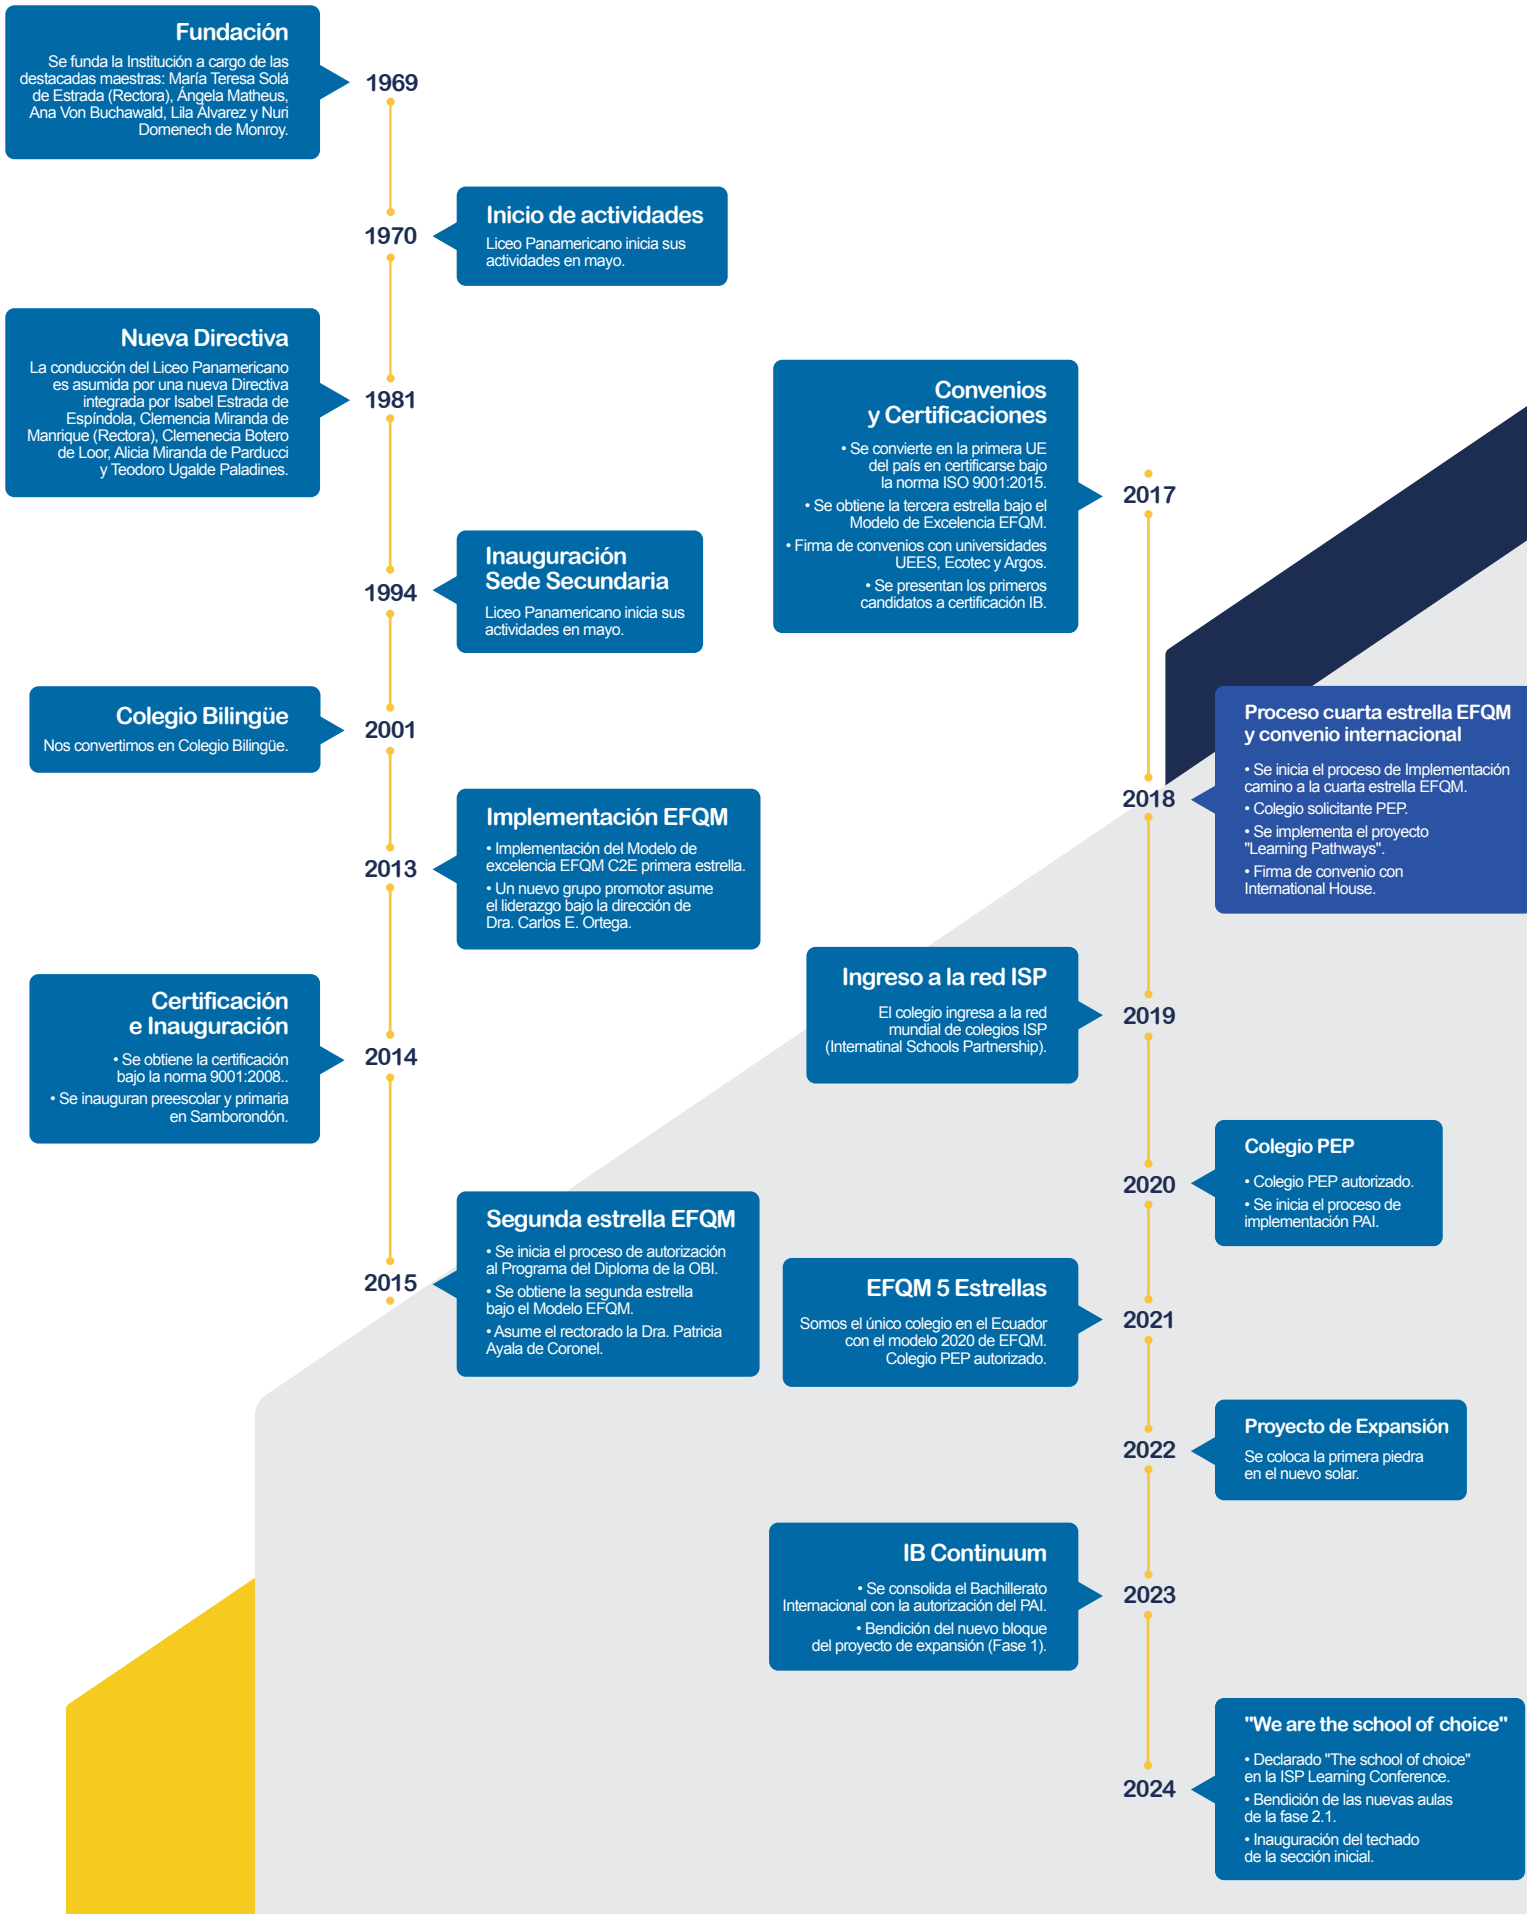 Fundación
Se funda la Institución a cargo de las
destacadas maestras: María Teresa Solá
de Estrada (Rectora), Ángela Matheus,
Ana Von Buchawald, Lila Álvarez y Nuri
Domenech de Monroy.
1969
1970
Inicio de actividades
Liceo Panamericano inicia sus
actividades en mayo.
Nueva Directiva
La conducción del Liceo Panamericano
es asumida por una nueva Directiva
integrada por Isabel Estrada de
Espíndola, Clemencia Miranda de
Manrique (Rectora), Clemenecia Botero
de Loor, Alicia Miranda de Parducci
y Teodoro Ugalde Paladines.
1981
1994
Inauguración
Sede Secundaria
Liceo Panamericano inicia sus
actividades en mayo.
Colegio Bilingüe
Nos convertimos en Colegio Bilingüe.
2001
2013
Implementación EFQM
• Implementación del Modelo de
excelencia EFQM C2E primera estrella.
• Un nuevo grupo promotor asume
el liderazgo bajo la dirección de
Dra. Carlos E. Ortega.
Certificación
e Inauguración
• Se obtiene la certificación
bajo la norma 9001:2008..
• Se inauguran preescolar y primaria
en Samborondón.
2014
2015
Segunda estrella EFQM
• Se inicia el proceso de autorización
al Programa del Diploma de la OBI.
• Se obtiene la segunda estrella
bajo el Modelo EFQM.
• Asume el rectorado la Dra. Patricia
Ayala de Coronel.
Convenios
y Certificaciones
• Se convierte en la primera UE
del país en certificarse bajo
la norma ISO 9001:2015.
• Se obtiene la tercera estrella bajo el
Modelo de Excelencia EFQM.
• Firma de convenios con universidades
UEES, Ecotec y Argos.
• Se presentan los primeros
candidatos a certificación IB.
2017
2018
Proceso cuarta estrella EFQM
y convenio internacional
• Se inicia el proceso de Implementación
camino a la cuarta estrella EFQM.
• Colegio solicitante PEP.
• Se implementa el proyecto
"Learning Pathways".
• Firma de convenio con
International House.
Ingreso a la red ISP
El colegio ingresa a la red
mundial de colegios ISP
(Internatinal Schools Partnership).
2019
2020
Colegio PEP
• Colegio PEP autorizado.
• Se inicia el proceso de
implementación PAI.
EFQM 5 Estrellas
Somos el único colegio en el Ecuador
con el modelo 2020 de EFQM.
Colegio PEP autorizado.
2021
2022
Proyecto de Expansión
Se coloca la primera piedra
en el nuevo solar.
IB Continuum
• Se consolida el Bachillerato
Internacional con la autorización del PAI.
• Bendición del nuevo bloque
del proyecto de expansión (Fase 1).
2023
2024
"We are the school of choice"
• Declarado "The school of choice"
en la ISP Learning Conference.
• Bendición de las nuevas aulas
de la fase 2.1.
• Inauguración del techado
de la sección inicial.